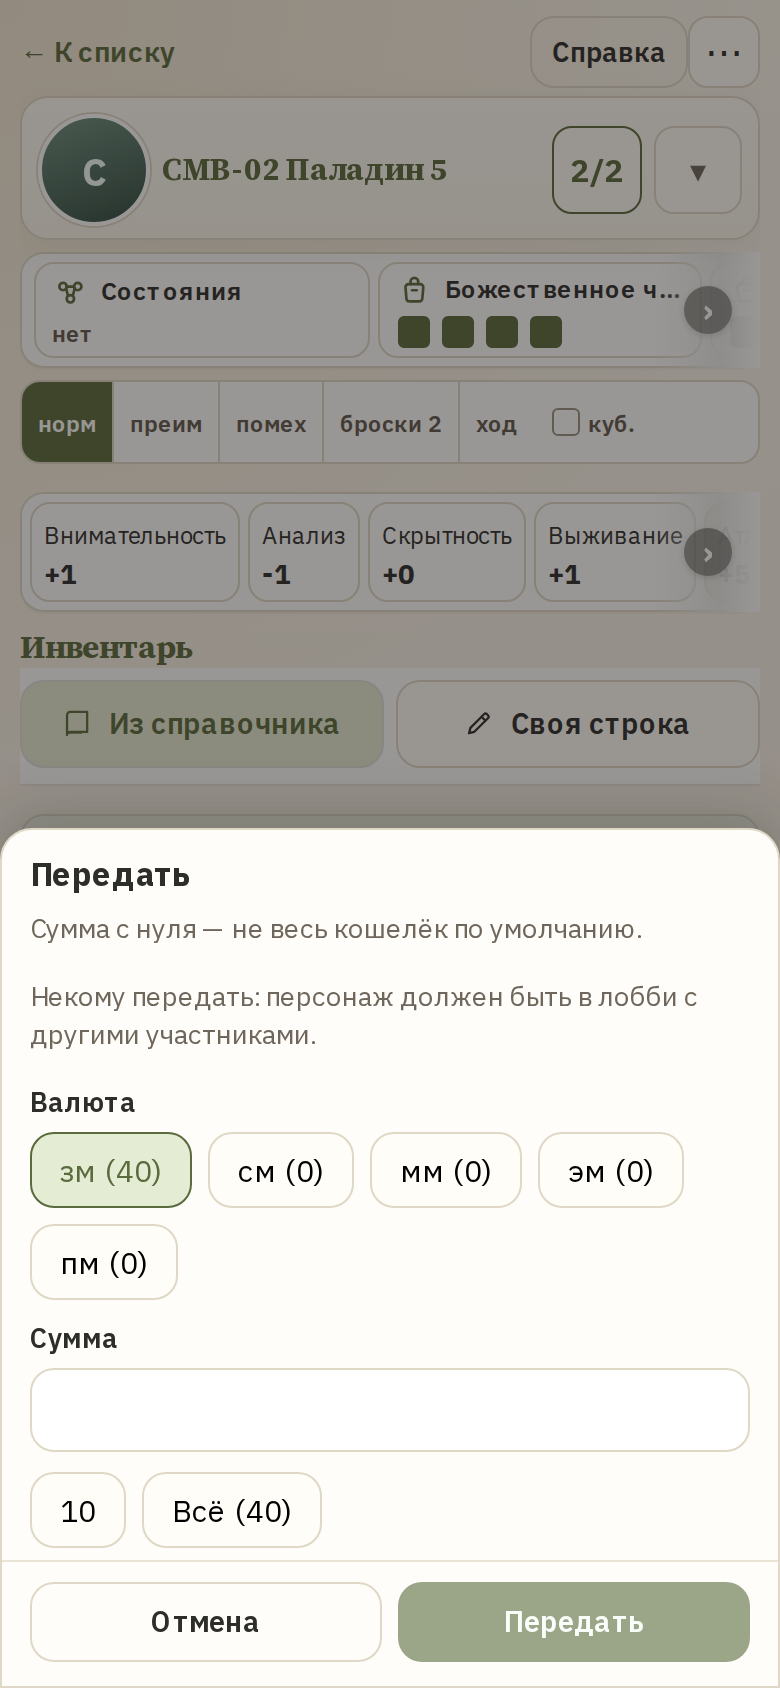 ← К списку
Справка
...
С
СМВ-02 Паладин 5
2/2
▼
Состояния
нет
Божественное ч...
›
норм
преим
помех
броски 2
ход
куб.
Внимательность
+1
Анализ
-1
Скрытность
+0
Выживание
+1
+5
›
Инвентарь
Из справочника
Своя строка
Передать
Сумма с нуля — не весь кошелёк по умолчанию.
Некому передать: персонаж должен быть в лобби с
другими участниками.
Валюта
зм (40)
см (0)
мм (0)
эм (0)
пм (0)
Сумма
10
Всё (40)
Отмена
Передать